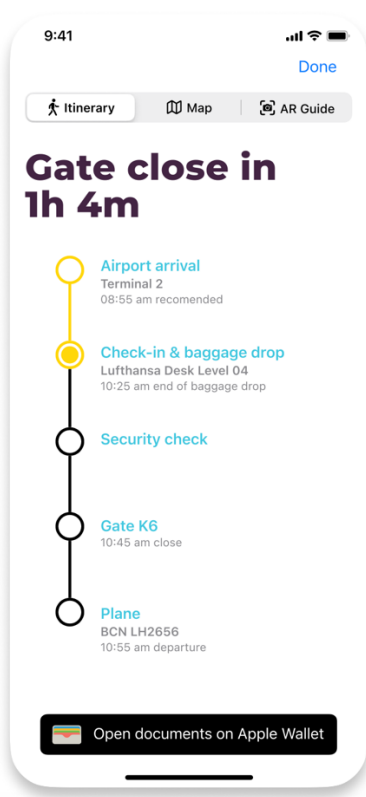 9:41
Done
Itinerary Map AR Guide
Gate close in
1h 4m
Airport arrival
Terminal 2
08:55 am recomended
Check-in & baggage drop
Lufthansa Desk Level 04
10:25 am end of baggage drop
Security check
Gate K6
10:45 am close
Plane
BCN LH2656
10:55 am departure
Open documents on Apple Wallet